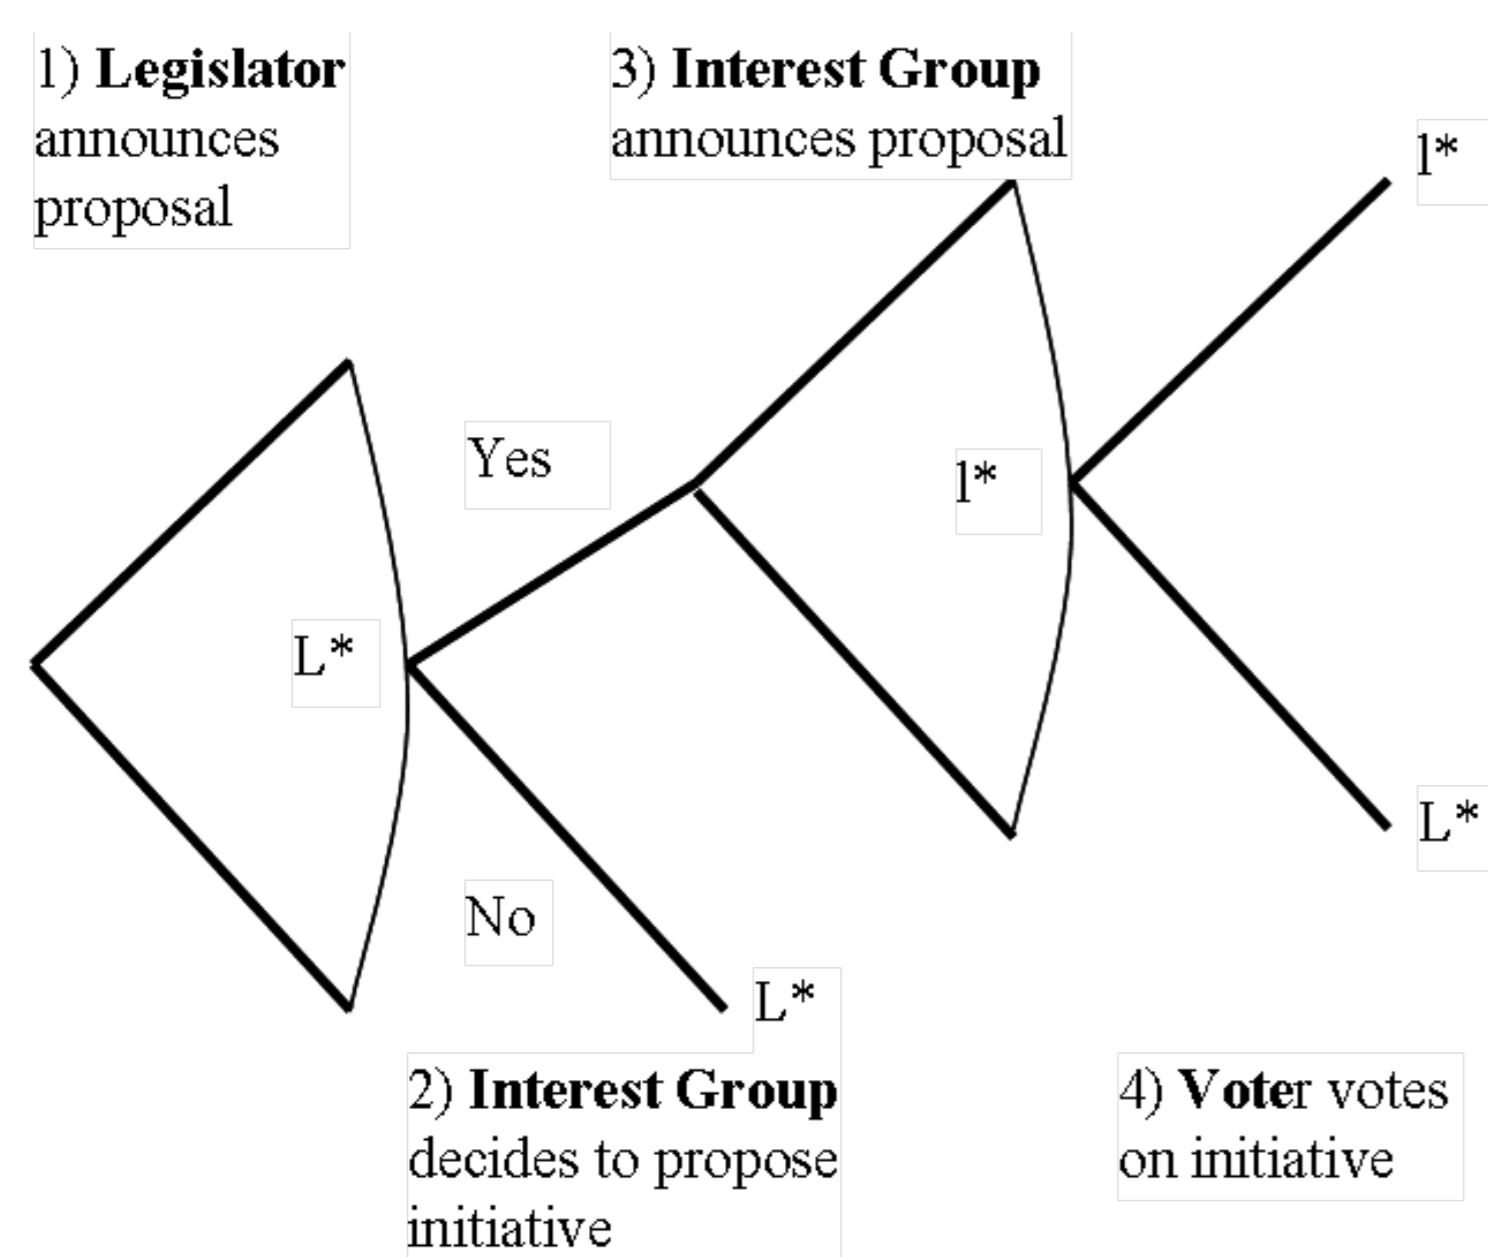 1) Legislator
announces
proposal
3) Interest Group
announces proposal
l*
Yes
l*
L*
L*
No
L*
2) Interest Group
decides to propose
initiative
4) Voter votes
on initiative